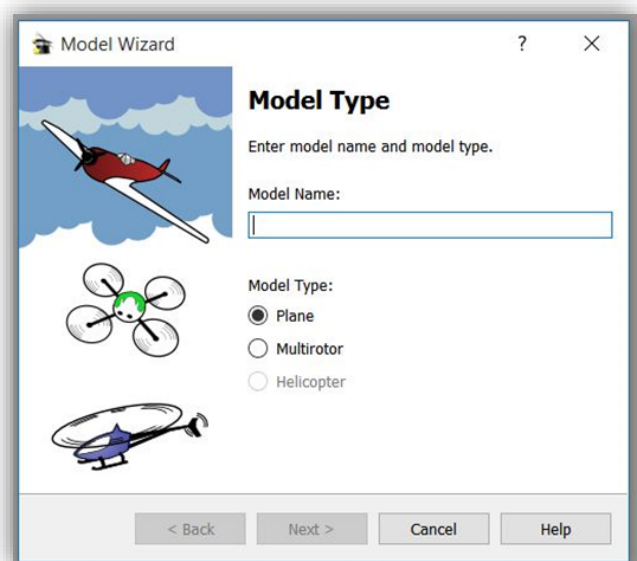 Model Wizard
?
Model Type
Enter model name and model type.
Model Name:
Model Type:
Plane
Multirotor
Helicopter
< Back
Next >
Cancel
Help